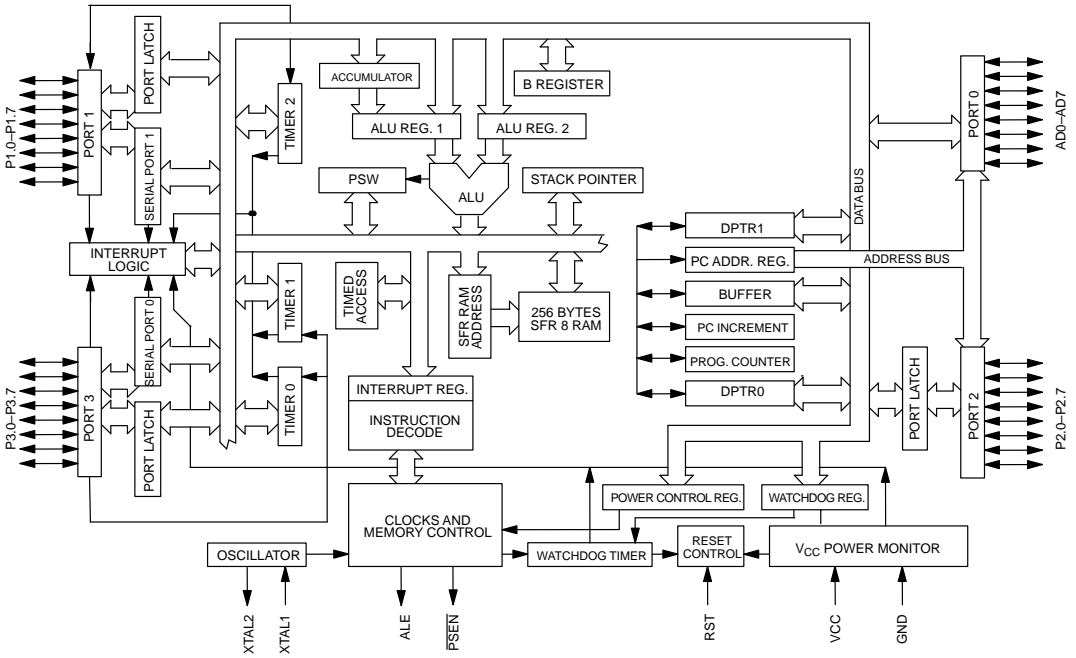 P1.0–P1.7
PORT 1
PORT LATCH
SERIAL PORT 1
INTERRUPT
LOGIC
SERIAL PORT 0
PORT LATCH
PORT 3
P3.0–P3.7
TIMER 2
TIMER 1
TIMER 0
ACCUMULATOR
B REGISTER
ALU REG. 1
ALU REG. 2
PSW
ALU
STACK POINTER
TIMED
ACCESS
SFR RAM
ADDRESS
256 BYTES
SFR 8 RAM
INTERRUPT REG.
INSTRUCTION
DECODE
DATA BUS
DPTR1
PC ADDR. REG.
BUFFER
PC INCREMENT
PROG. COUNTER
DPTR0
ADDRESS BUS
PORT 0
AD0–AD7
PORT LATCH
PORT 2
P2.0–P2.7
POWER CONTROL REG.
WATCHDOG REG.
CLOCKS AND
MEMORY CONTROL
OSCILLATOR
WATCHDOG TIMER
RESET
CONTROL
VCC POWER MONITOR
XTAL2
XTAL1
ALE
PSEN
RST
VCC
GND